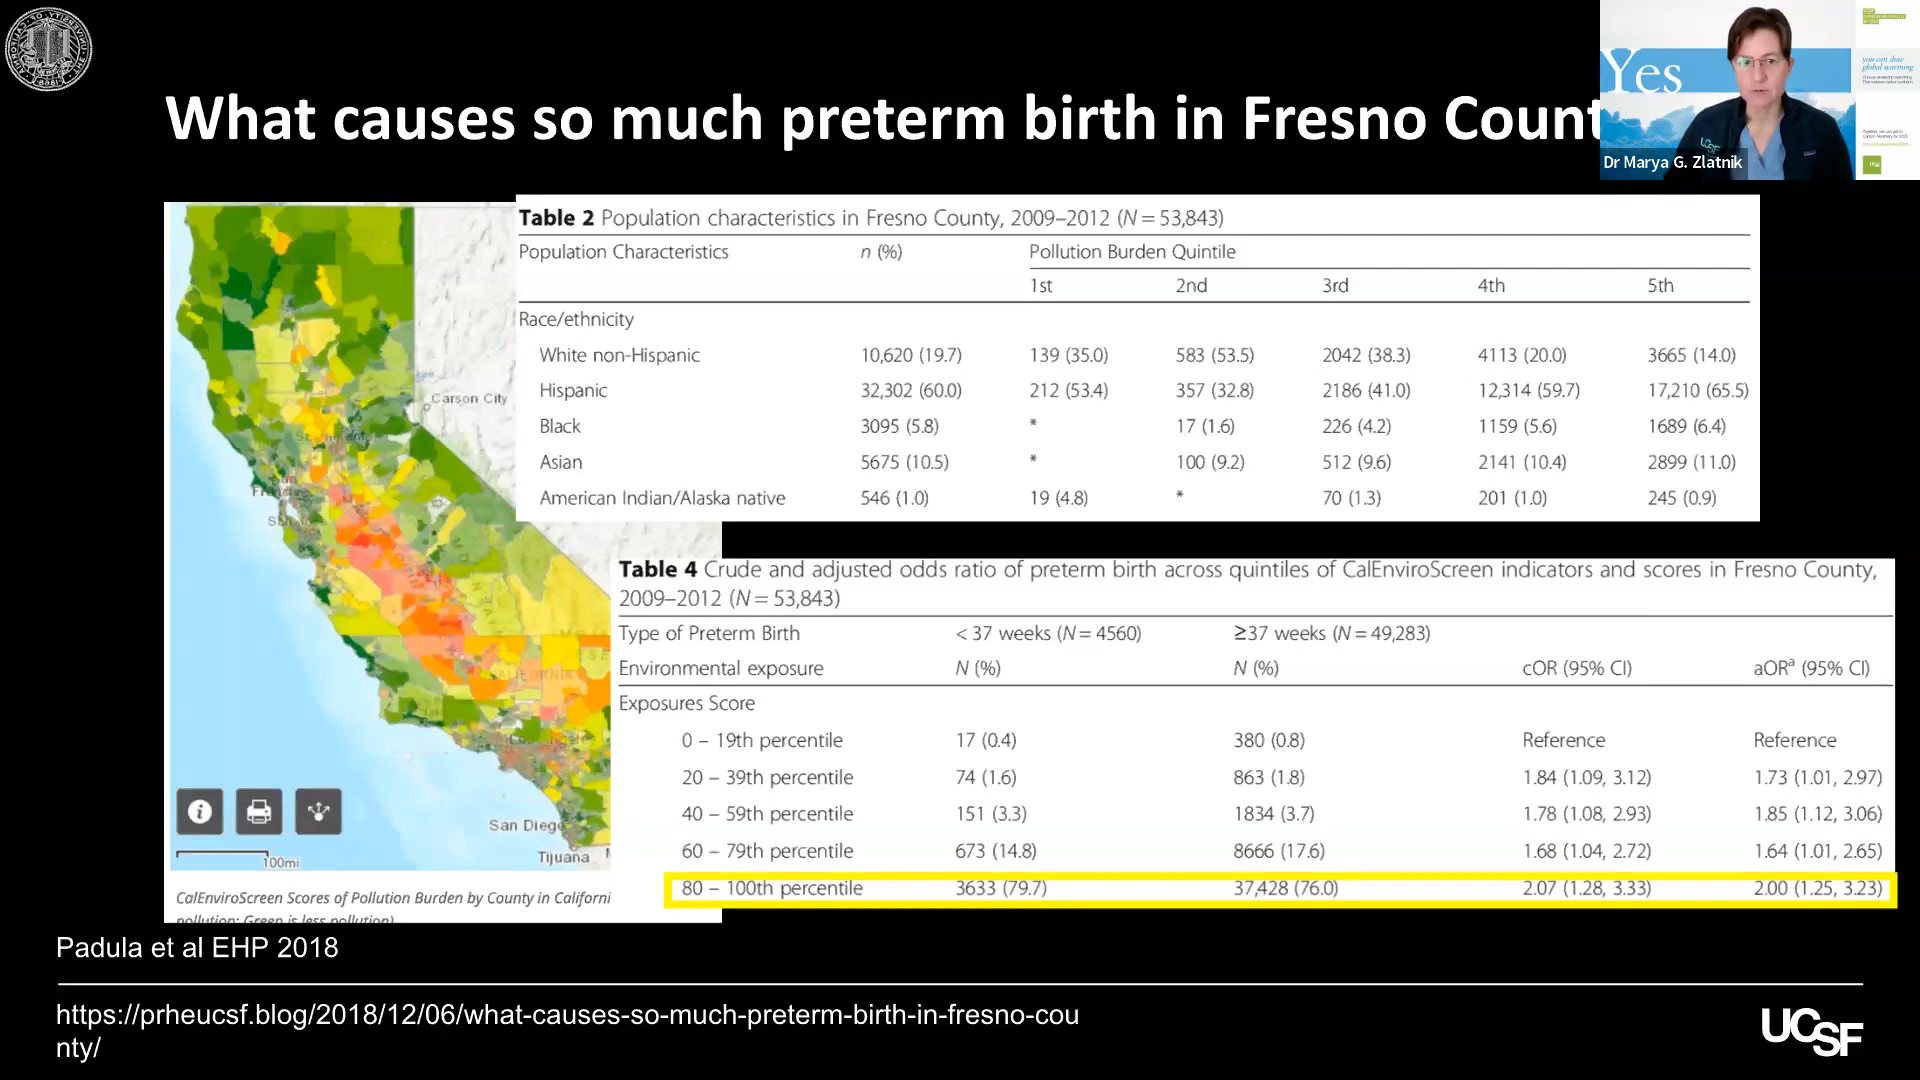 What causes so much preterm birth in Fresno Count
Yes
you can slow
global warming
Dr Marya G. Zlatnik
UCSF
Table 2 Population characteristics in Fresno County, 2009–2012 (N = 53,843)
Population Characteristics n (%) Pollution Burden Quintile
1st 2nd 3rd 4th 5th
Race/ethnicity
White non-Hispanic 10,620 (19.7) 139 (35.0) 583 (53.5) 2042 (38.3) 4113 (20.0) 3665 (14.0)
Hispanic 32,302 (60.0) 212 (53.4) 357 (32.8) 2186 (41.0) 12,314 (59.7) 17,210 (65.5)
Black 3095 (5.8) * 17 (1.6) 226 (4.2) 1159 (5.6) 1689 (6.4)
Asian 5675 (10.5) * 100 (9.2) 512 (9.6) 2141 (10.4) 2899 (11.0)
American Indian/Alaska native 546 (1.0) 19 (4.8) * 70 (1.3) 201 (1.0) 245 (0.9)
Carson City
San Diego
Tijuana
100mi
CalEnviroScreen Scores of Pollution Burden by County in Californi
pollution; Green is less pollution)
Table 4 Crude and adjusted odds ratio of preterm birth across quintiles of CalEnviroScreen indicators and scores in Fresno County,
2009–2012 (N = 53,843)
Type of Preterm Birth < 37 weeks (N = 4560) ≥37 weeks (N = 49,283)
Environmental exposure N (%) N (%) cOR (95% CI) aORᵃ (95% CI)
Exposures Score
0 – 19th percentile 17 (0.4) 380 (0.8) Reference Reference
20 – 39th percentile 74 (1.6) 863 (1.8) 1.84 (1.09, 3.12) 1.73 (1.01, 2.97)
40 – 59th percentile 151 (3.3) 1834 (3.7) 1.78 (1.08, 2.93) 1.85 (1.12, 3.06)
60 – 79th percentile 673 (14.8) 8666 (17.6) 1.68 (1.04, 2.72) 1.64 (1.01, 2.65)
80 – 100th percentile 3633 (79.7) 37,428 (76.0) 2.07 (1.28, 3.33) 2.00 (1.25, 3.23)
Padula et al EHP 2018
https://prheucsf.blog/2018/12/06/what-causes-so-much-preterm-birth-in-fresno-cou
nty/
UCSF